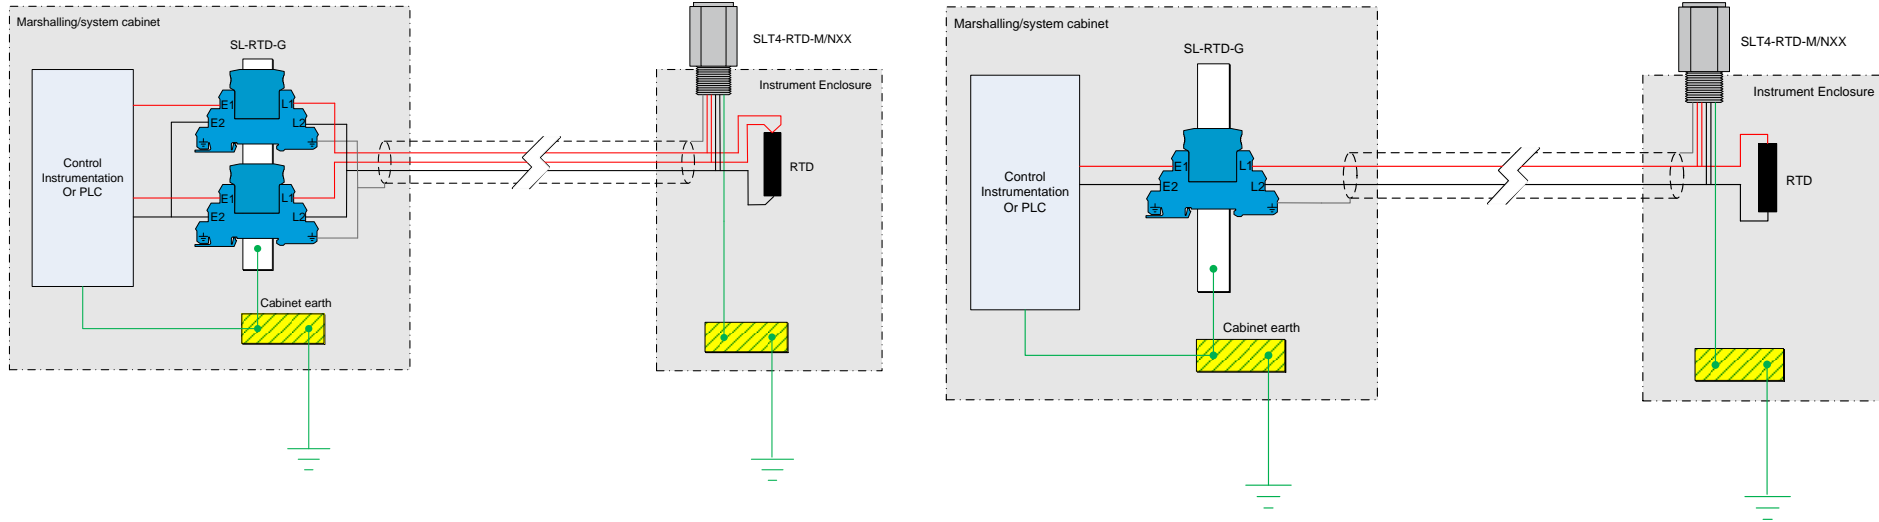 Marshalling/system cabinet
SL-RTD-G
E1
L1
E2
L2
E1
L1
E2
L2
Control
Instrumentation
Or PLC
Cabinet earth
SLT4-RTD-M/NXX
Instrument Enclosure
RTD
Marshalling/system cabinet
SL-RTD-G
E1
L1
E2
L2
Control
Instrumentation
Or PLC
Cabinet earth
SLT4-RTD-M/NXX
Instrument Enclosure
RTD